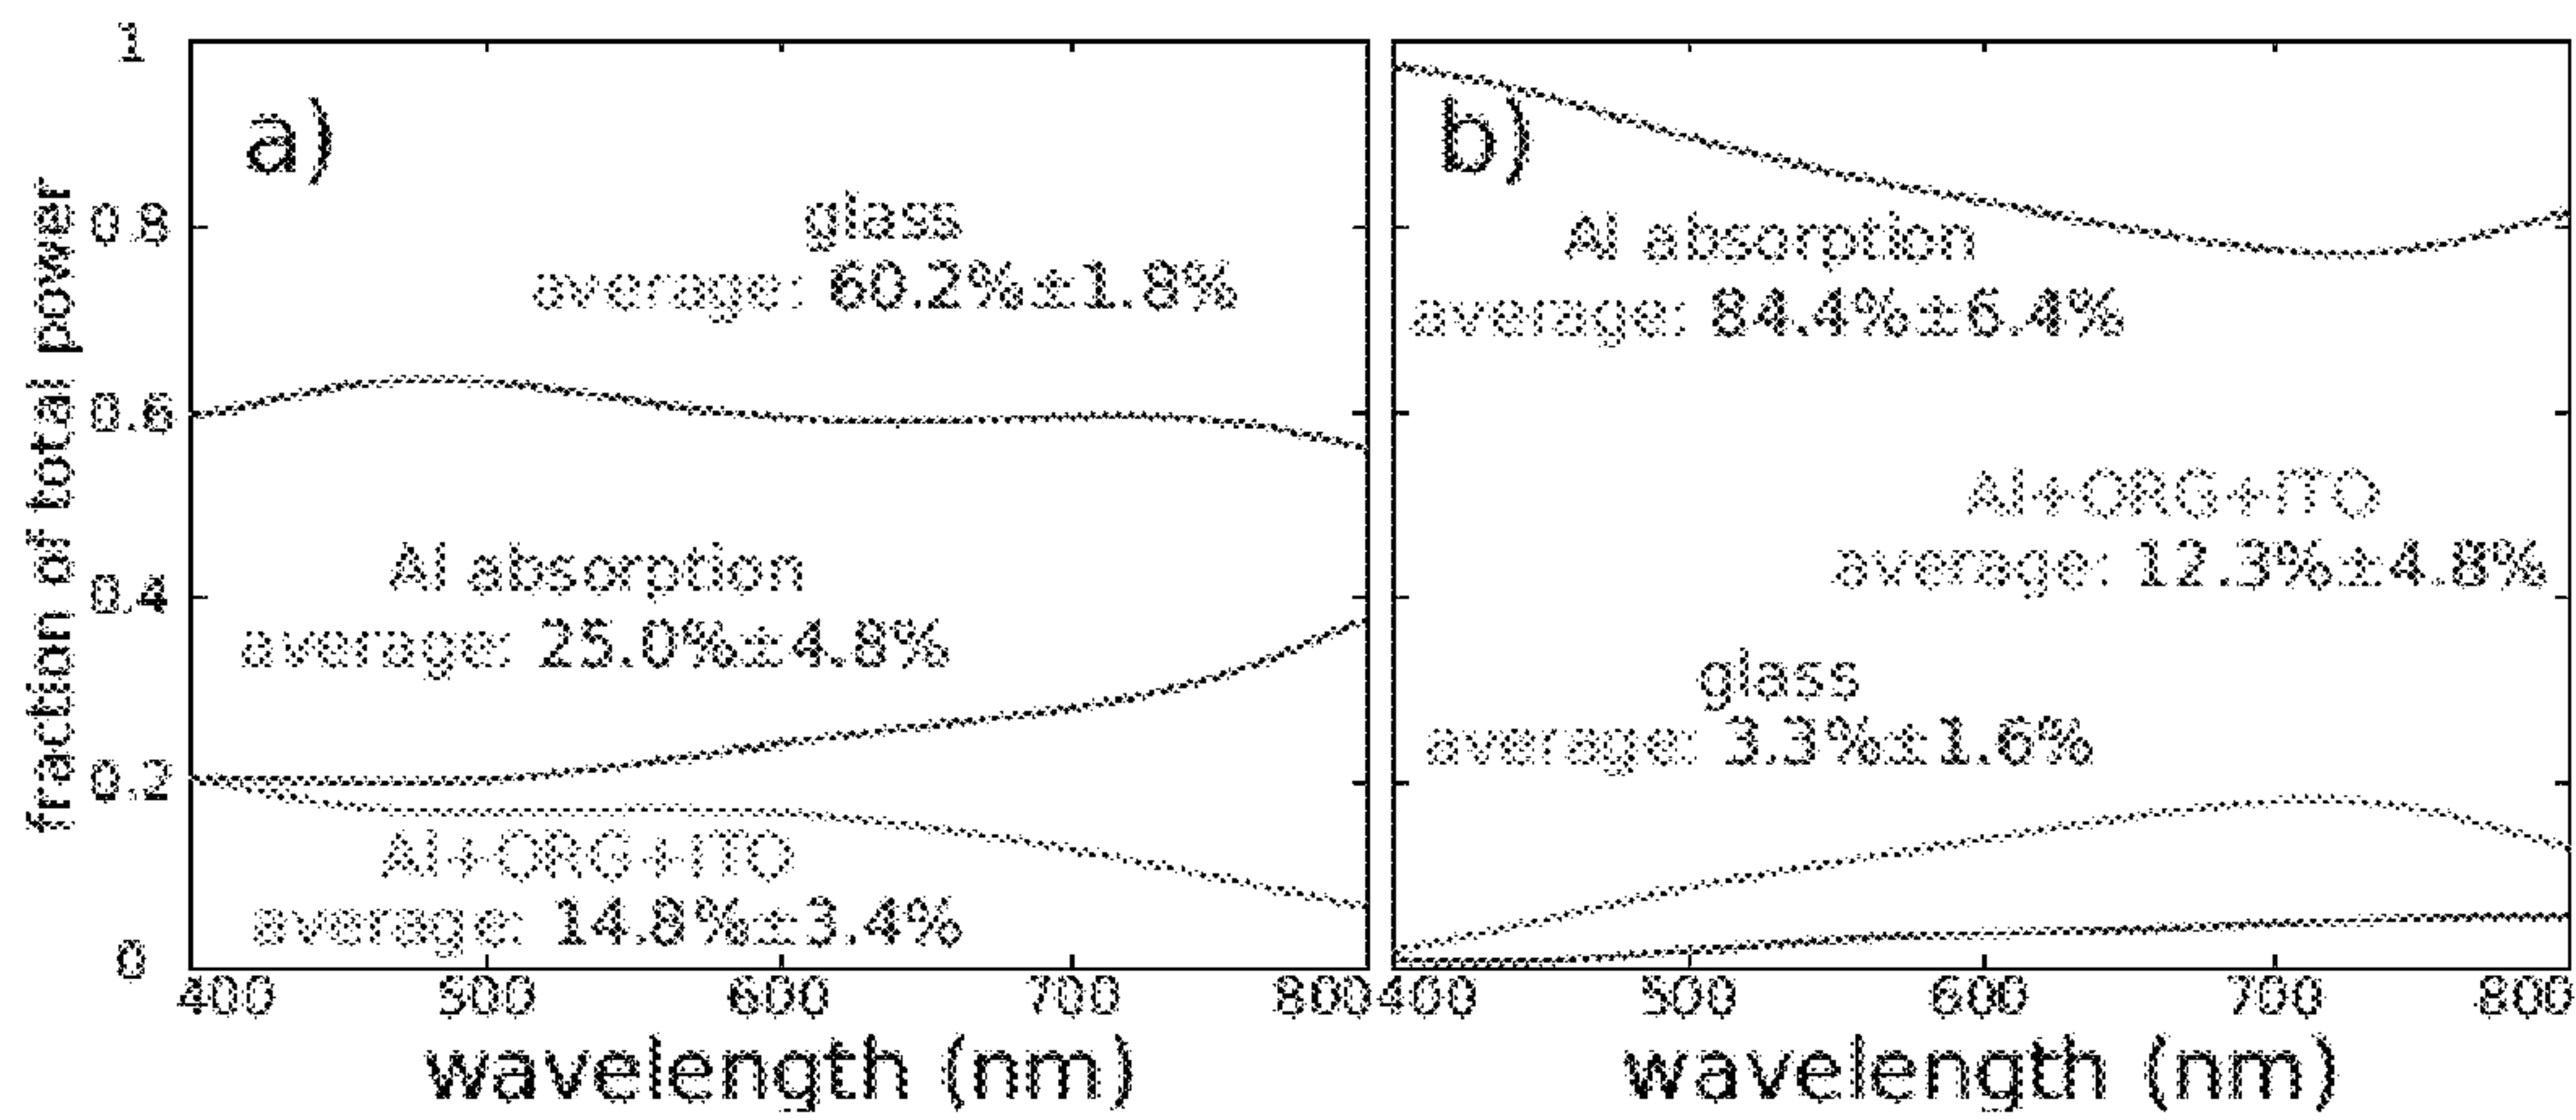 fraction of total power
1
0.8
0.6
0.4
0.2
0
a)
glass
average: 60.2%±1.8%
Al absorption
average: 25.0%±4.8%
Al+ORG+ITO
average: 14.8%±3.4%
400 500 600 700 800
wavelength (nm)
b)
Al absorption
average: 84.4%±6.4%
Al+ORG+ITO
average: 12.3%±4.8%
glass
average: 3.3%±1.6%
400 500 600 700 800
wavelength (nm)